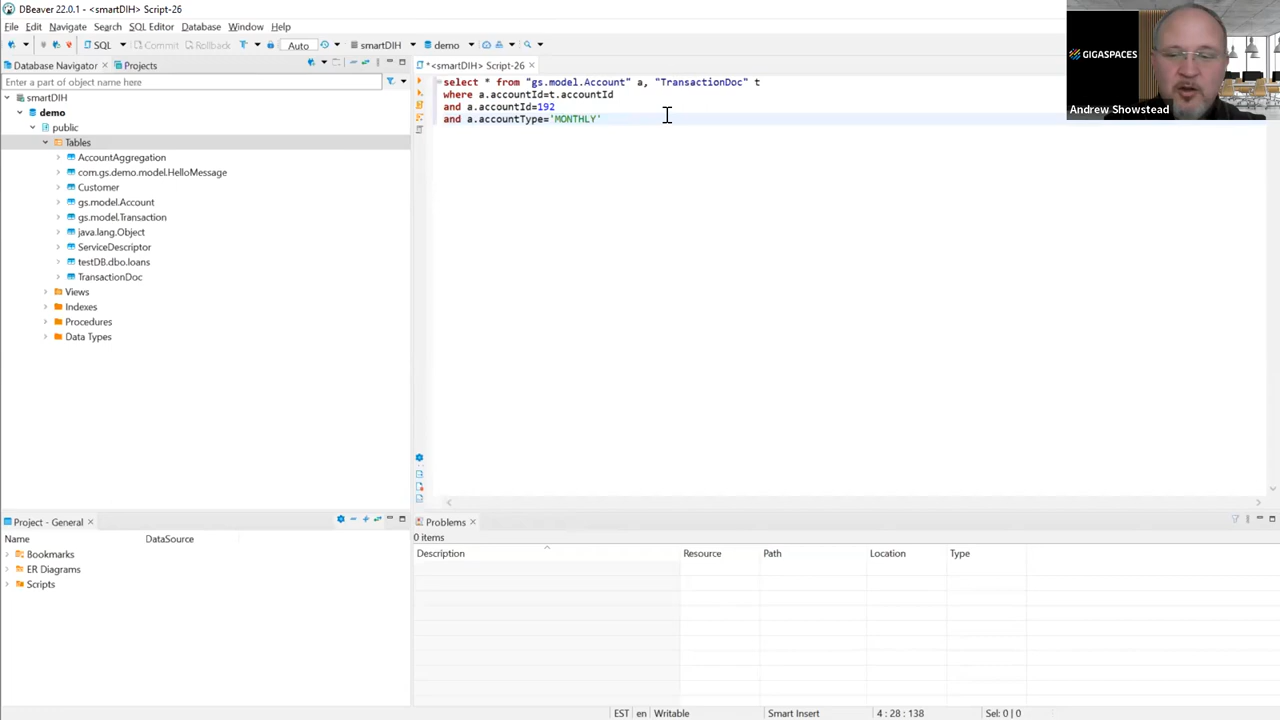 DBeaver 22.0.1 - <smartDIH> Script-26
File Edit Navigate Search SQL Editor Database Window Help
SQL Commit Rollback Auto smartDIH demo
Database Navigator Projects
Enter a part of object name here
smartDIH
demo
public
Tables
AccountAggregation
com.gs.demo.model.HelloMessage
Customer
gs.model.Account
gs.model.Transaction
java.lang.Object
ServiceDescriptor
testDB.dbo.loans
TransactionDoc
Views
Indexes
Procedures
Data Types
*<smartDIH> Script-26
select * from "gs.model.Account" a, "TransactionDoc" t
where a.accountId=t.accountId
and a.accountId=192
and a.accountType='MONTHLY'
GIGASPACES
Andrew Showstead
Project - General
Name DataSource
Bookmarks
ER Diagrams
Scripts
Problems
0 items
Description Resource Path Location Type
EST en Writable Smart Insert 4 : 28 : 138 Sel: 0 | 0